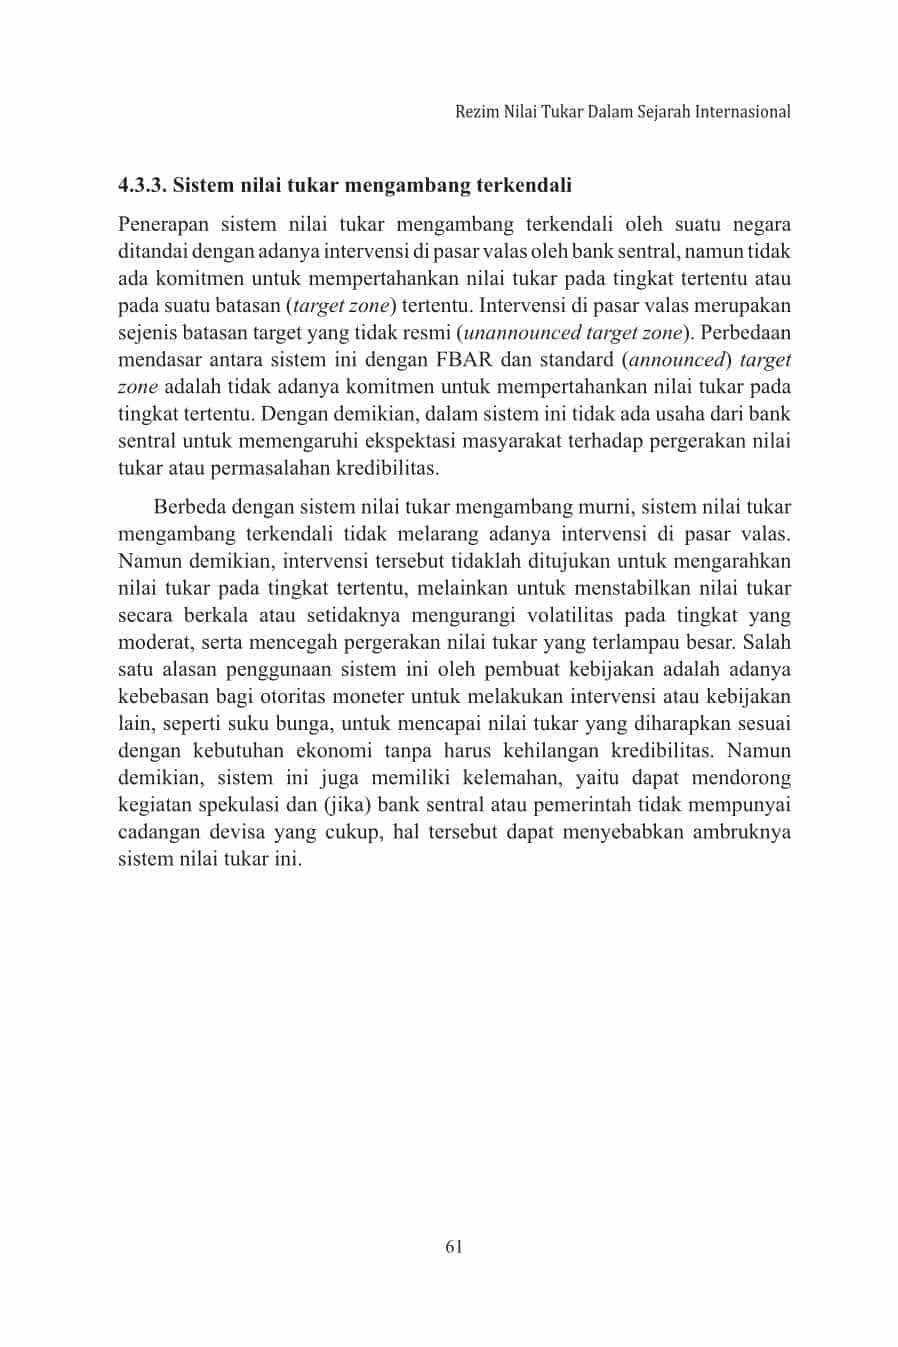 Rezim Nilai Tukar Dalam Sejarah Internasional
4.3.3. Sistem nilai tukar mengambang terkendali
Penerapan sistem nilai tukar mengambang terkendali oleh suatu negara
ditandai dengan adanya intervensi di pasar valas oleh bank sentral, namun tidak
ada komitmen untuk mempertahankan nilai tukar pada tingkat tertentu atau
pada suatu batasan (target zone) tertentu. Intervensi di pasar valas merupakan
sejenis batasan target yang tidak resmi (unannounced target zone). Perbedaan
mendasar antara sistem ini dengan FBAR dan standard (announced) target
zone adalah tidak adanya komitmen untuk mempertahankan nilai tukar pada
tingkat tertentu. Dengan demikian, dalam sistem ini tidak ada usaha dari bank
sentral untuk memengaruhi ekspektasi masyarakat terhadap pergerakan nilai
tukar atau permasalahan kredibilitas.
Berbeda dengan sistem nilai tukar mengambang murni, sistem nilai tukar
mengambang terkendali tidak melarang adanya intervensi di pasar valas.
Namun demikian, intervensi tersebut tidaklah ditujukan untuk mengarahkan
nilai tukar pada tingkat tertentu, melainkan untuk menstabilkan nilai tukar
secara berkala atau setidaknya mengurangi volatilitas pada tingkat yang
moderat, serta mencegah pergerakan nilai tukar yang terlampau besar. Salah
satu alasan penggunaan sistem ini oleh pembuat kebijakan adalah adanya
kebebasan bagi otoritas moneter untuk melakukan intervensi atau kebijakan
lain, seperti suku bunga, untuk mencapai nilai tukar yang diharapkan sesuai
dengan kebutuhan ekonomi tanpa harus kehilangan kredibilitas. Namun
demikian, sistem ini juga memiliki kelemahan, yaitu dapat mendorong
kegiatan spekulasi dan (jika) bank sentral atau pemerintah tidak mempunyai
cadangan devisa yang cukup, hal tersebut dapat menyebabkan ambruknya
sistem nilai tukar ini.
61